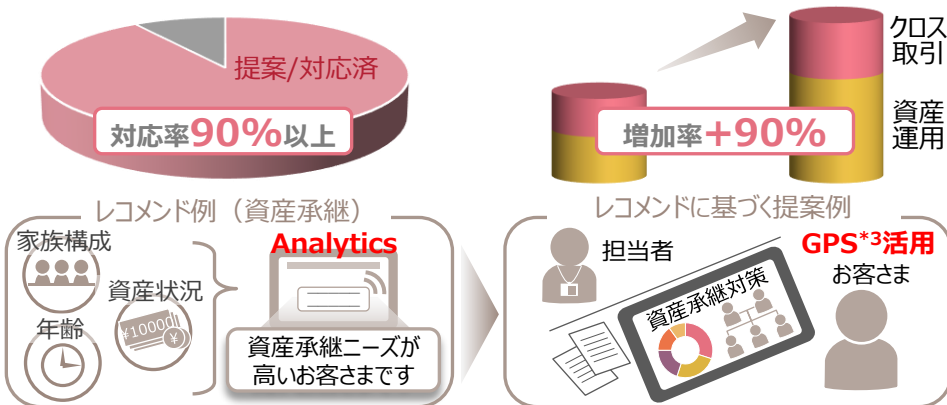 提案/対応済
対応率90%以上
クロス
取引
資産
運用
増加率+90%
レコメンド例（資産承継）
家族構成
資産状況
年齢
¥10000
¥
Analytics
資産承継ニーズが
高いお客さまです
レコメンドに基づく提案例
担当者
資産承継対策
GPS*3活用
お客さま